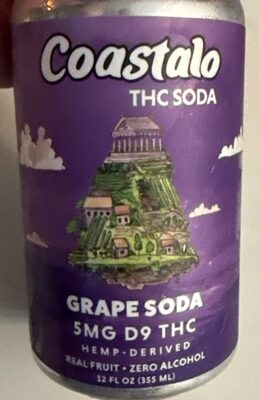 Coastalo
THC SODA
GRAPE SODA
5MG D9 THC
HEMP-DERIVED
REAL FRUIT • ZERO ALCOHOL
12 FL OZ (355 ML)